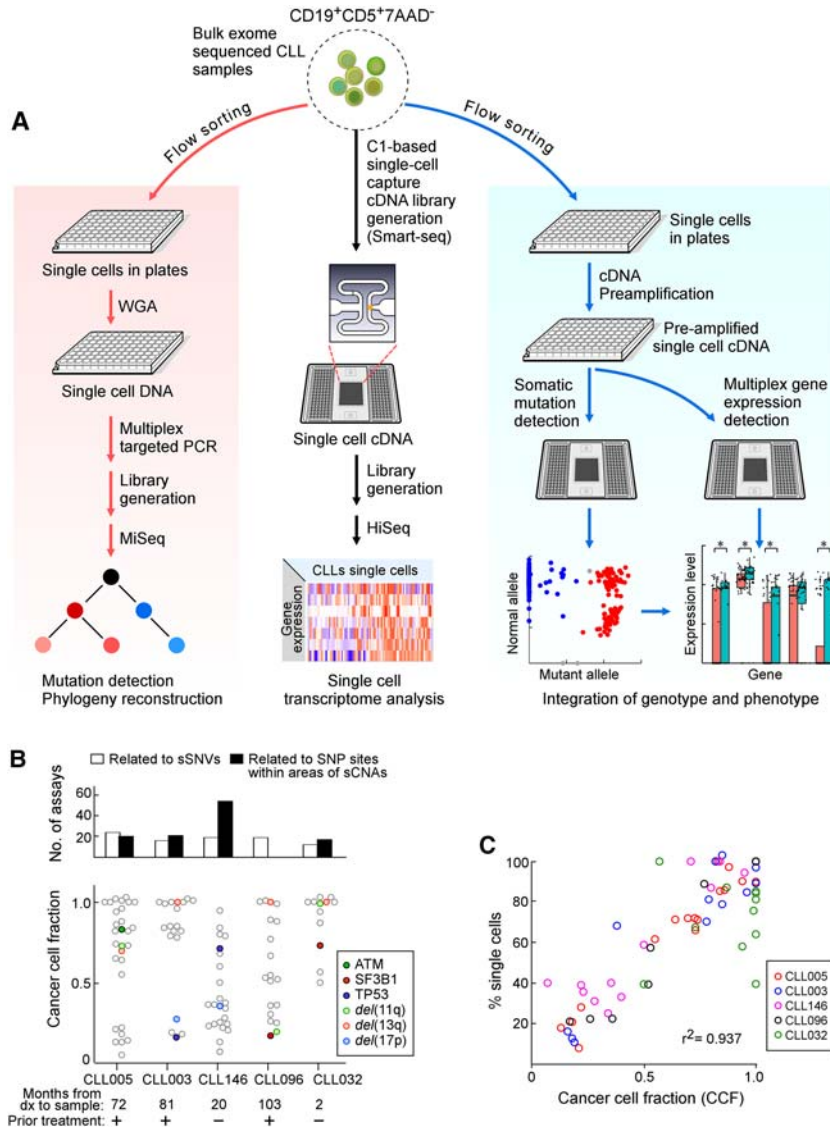 CD19+CD5+7AAD-
Bulk exome
sequenced CLL
samples
A
Flow sorting
Flow sorting
C1-based
single-cell
capture
cDNA library
generation
(Smart-seq)
Single cells in plates
WGA
Single cell DNA
Multiplex
targeted PCR
Library
generation
MiSeq
Mutation detection
Phylogeny reconstruction
Single cell cDNA
Library
generation
HiSeq
CLLs single cells
Gene
expression
Single cell
transcriptome analysis
Single cells
in plates
cDNA
Preamplification
Pre-amplified
single cell cDNA
Somatic
mutation
detection
Multiplex gene
expression
detection
Normal allele
Mutant allele
Expression level
* * * *
Gene
Integration of genotype and phenotype
B
Related to sSNVs
Related to SNP sites
within areas of sCNAs
No. of assays
60
40
20
Cancer cell fraction
1.0
0.5
0
ATM
SF3B1
TP53
del(11q)
del(13q)
del(17p)
CLL005 CLL003 CLL146 CLL096 CLL032
Months from
dx to sample: 72 81 20 103 2
Prior treatment: + + − + −
C
% single cells
100
80
60
40
20
0 0.5 1.0
Cancer cell fraction (CCF)
r2= 0.937
CLL005
CLL003
CLL146
CLL096
CLL032